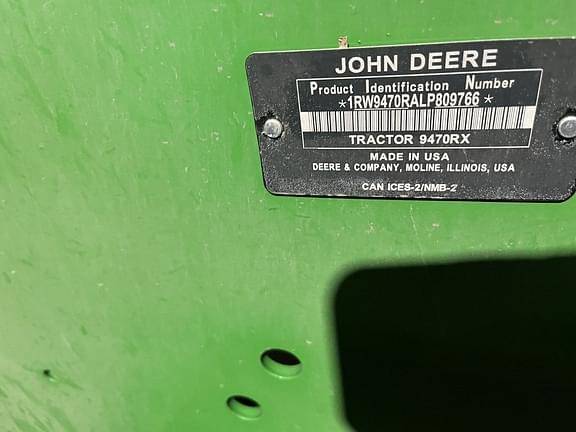 JOHN DEERE
Product Identification Number
*1RW9470RALP809766*
TRACTOR 9470RX
MADE IN USA
DEERE & COMPANY, MOLINE, ILLINOIS, USA
CAN ICES-2/NMB-2